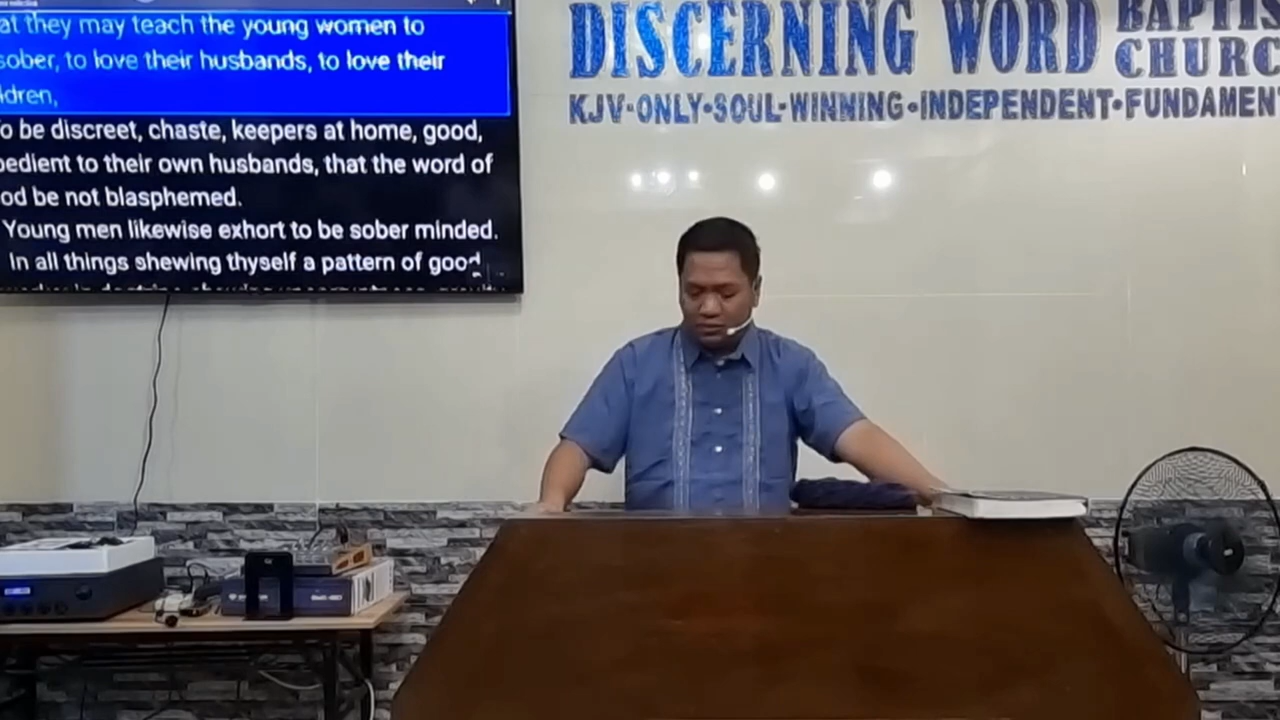 at they may teach the young women to
sober, to love their husbands, to love their
ldren,
o be discreet, chaste, keepers at home, good,
bedient to their own husbands, that the word of
od be not blasphemed.
Young men likewise exhort to be sober minded.
In all things shewing thyself a pattern of good
DISCERNING WORD BAPTIS
CHURC
KJV-ONLY•SOUL-WINNING•INDEPENDENT•FUNDAMENT